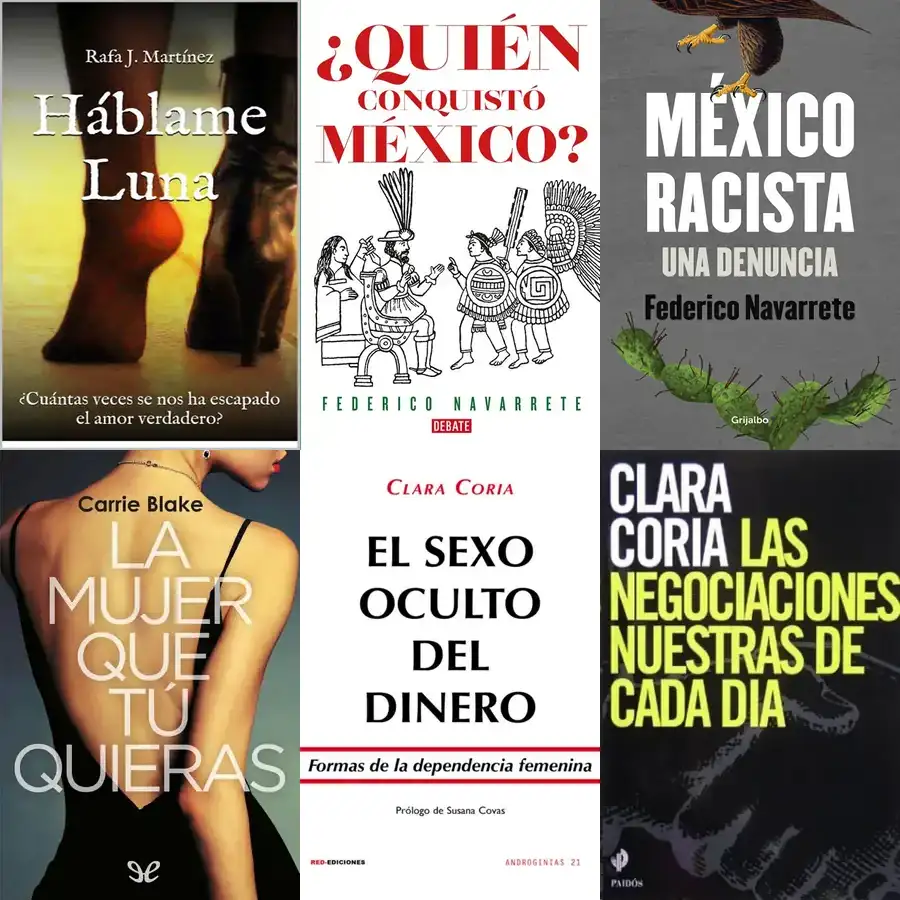 Rafa J. Martínez
Háblame
Luna
¿Cuántas veces se nos ha escapado
el amor verdadero?
¿QUIÉN
CONQUISTÓ
MÉXICO?
FEDERICO NAVARRETE
DEBATE
MÉXICO
RACISTA
UNA DENUNCIA
Federico Navarrete
Grijalbo
Carrie Blake
LA
MUJER
QUE
TÚ
QUIERAS
CLARA CORIA
EL SEXO
OCULTO
DEL
DINERO
Formas de la dependencia femenina
Prólogo de Susana Covas
RED-EDICIONES
ANDROGINIAS 21
CLARA
CORIA LAS
NEGOCIACIONES
NUESTRAS DE
CADA DIA
PAIDÓS